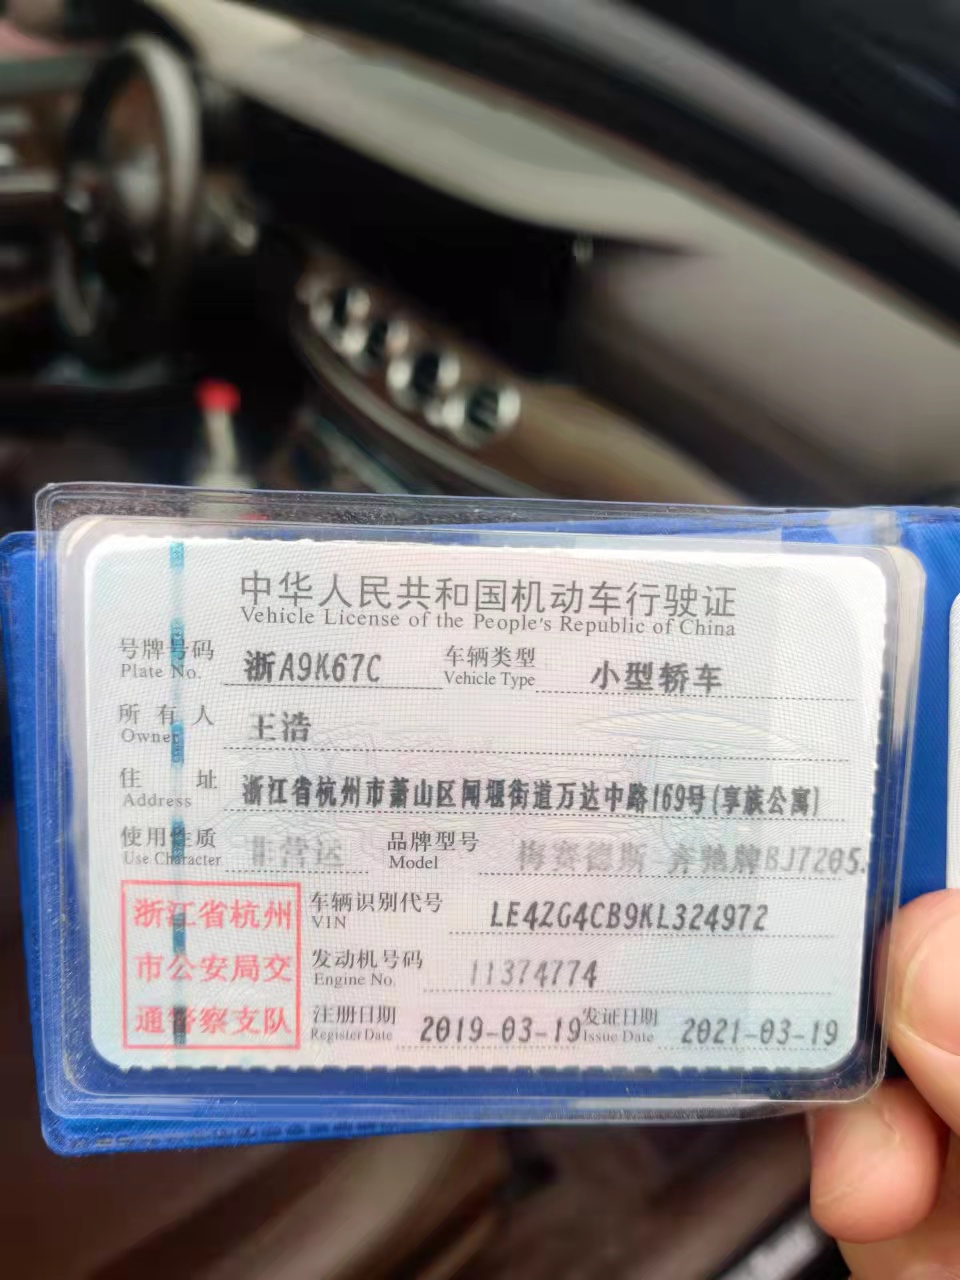 中华人民共和国机动车行驶证
Vehicle License of the People's Republic of China
号牌号码 浙A9K67C 车辆类型 小型轿车
Plate No. Vehicle Type
所有人 王浩
Owner
住址 浙江省杭州市萧山区闻堰街道万达中路169号(享族公寓)
Address
使用性质 非营运 品牌型号 梅赛德斯 奔驰牌BJ7205
Use Character Model
浙江省杭州
市公安局交
通警察支队
车辆识别代号 LE4ZG4CB9KL324972
VIN
发动机号码 11374774
Engine No.
注册日期 2019-03-19 发证日期 2021-03-19
Register Date Issue Date